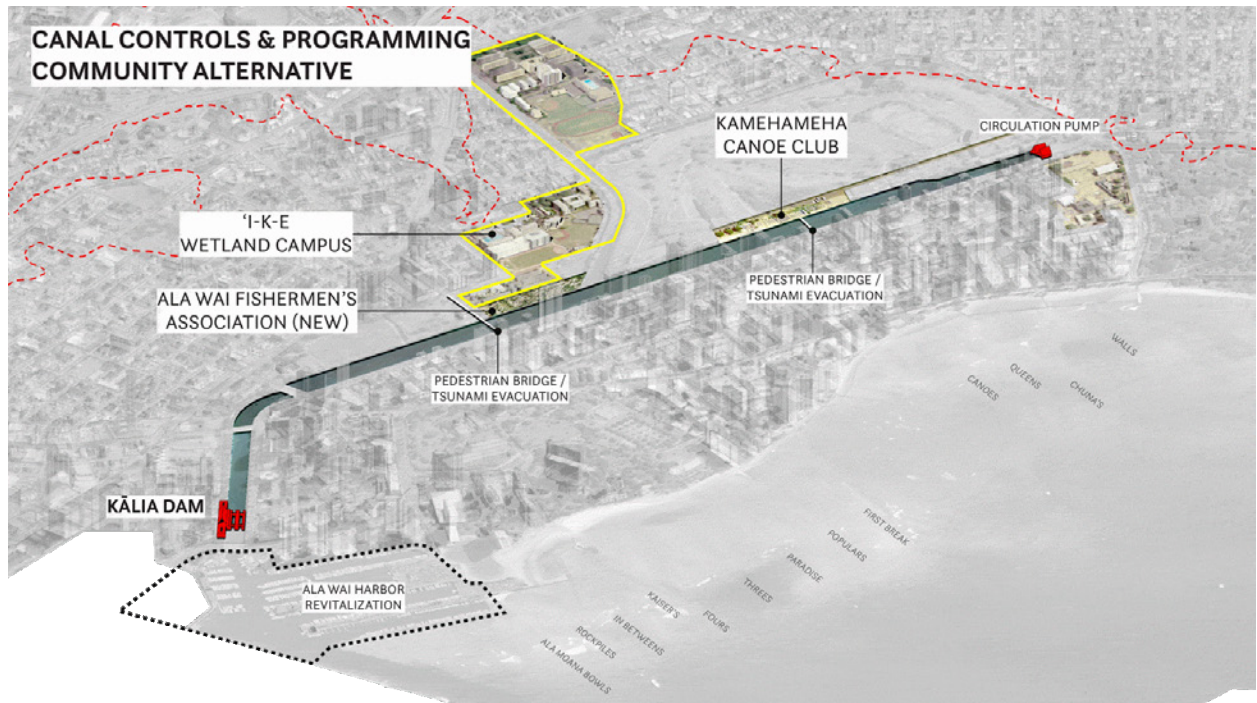 CANAL CONTROLS & PROGRAMMING
COMMUNITY ALTERNATIVE
KAMEHAMEHA
CANOE CLUB
CIRCULATION PUMP
‘I-K-E
WETLAND CAMPUS
PEDESTRIAN BRIDGE /
TSUNAMI EVACUATION
ALA WAI FISHERMEN’S
ASSOCIATION (NEW)
PEDESTRIAN BRIDGE /
TSUNAMI EVACUATION
WALLS
QUEENS
CANOES
CHUNA'S
KĀLIA DAM
FIRST BREAK
POPULARS
PARADISE
THREES
ALA WAI HARBOR
REVITALIZATION
KAISER'S
FOURS
IN BETWEENS
ROCKPILES
ALA MOANA BOWLS